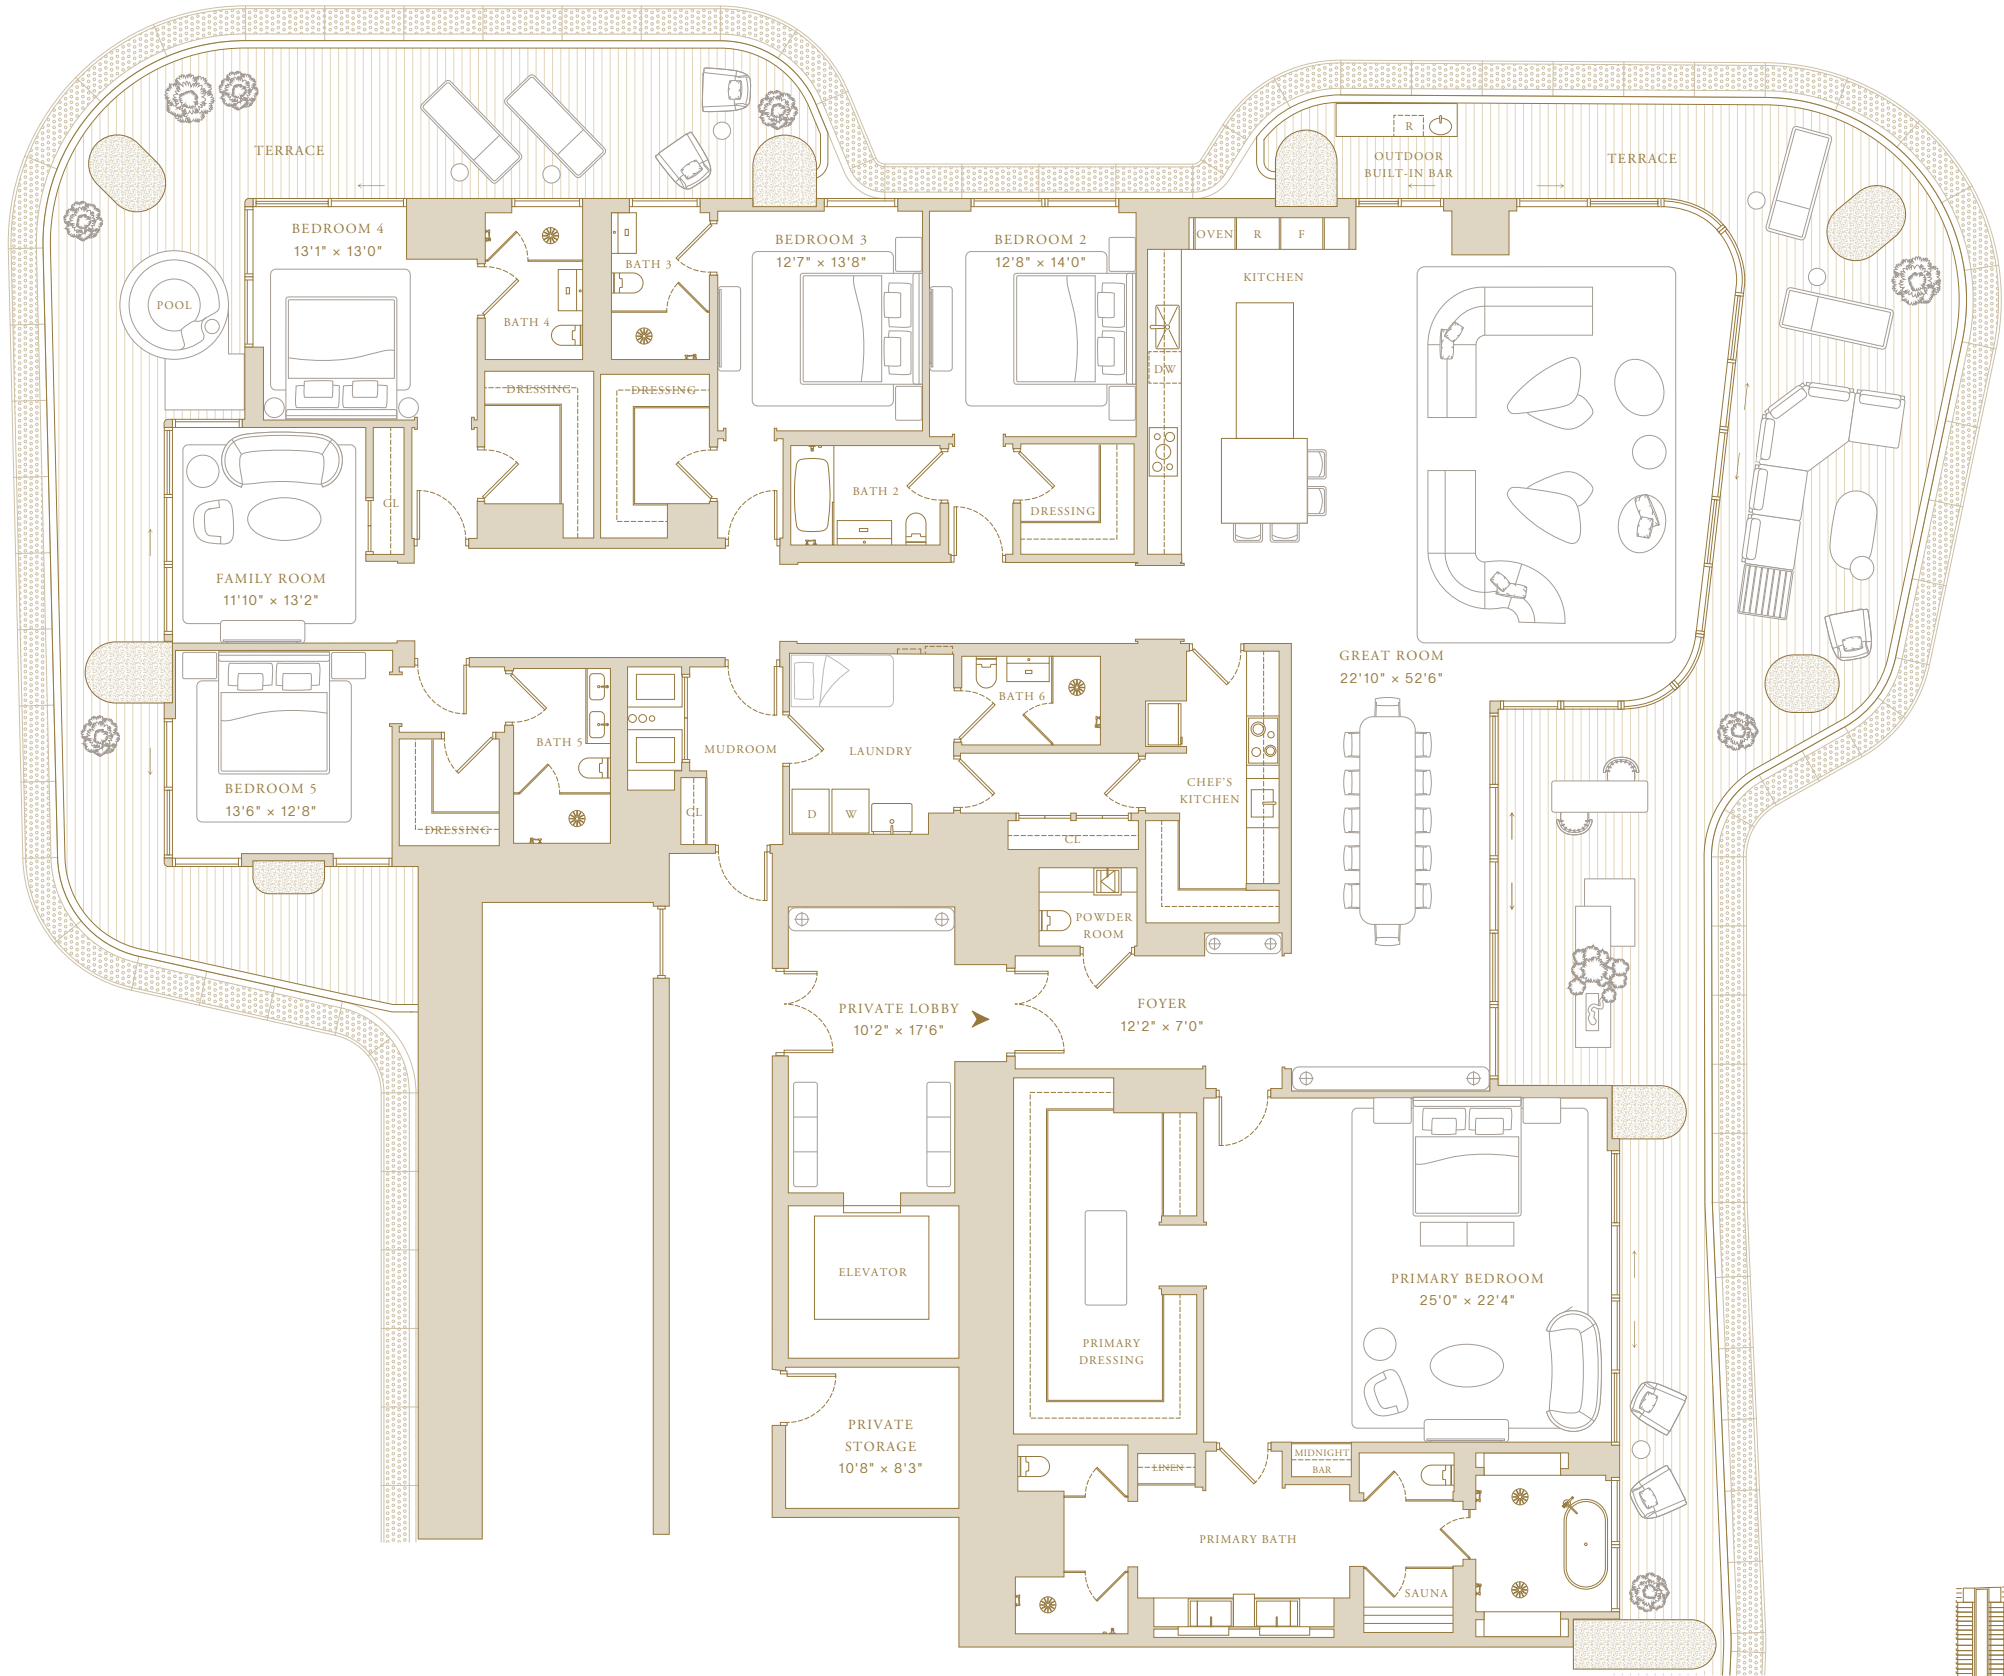 TERRACE
R
OUTDOOR
BUILT-IN BAR
TERRACE
BEDROOM 4
13'1" × 13'0"
BATH 3
BEDROOM 3
12'7" × 13'8"
BEDROOM 2
12'8" × 14'0"
OVEN
R
F
KITCHEN
POOL
BATH 4
DW
DRESSING
DRESSING
CL
BATH 2
DRESSING
FAMILY ROOM
11'10" × 13'2"
GREAT ROOM
22'10" × 52'6"
BATH 6
BATH 5
MUDROOM
LAUNDRY
BEDROOM 5
13'6" × 12'8"
CHEF'S
KITCHEN
CL
D
W
DRESSING
CL
POWDER
ROOM
PRIVATE LOBBY
10'2" × 17'6"
FOYER
12'2" × 7'0"
ELEVATOR
PRIMARY BEDROOM
25'0" × 22'4"
PRIMARY
DRESSING
PRIVATE
STORAGE
10'8" × 8'3"
LINEN
MIDNIGHT
BAR
PRIMARY BATH
SAUNA